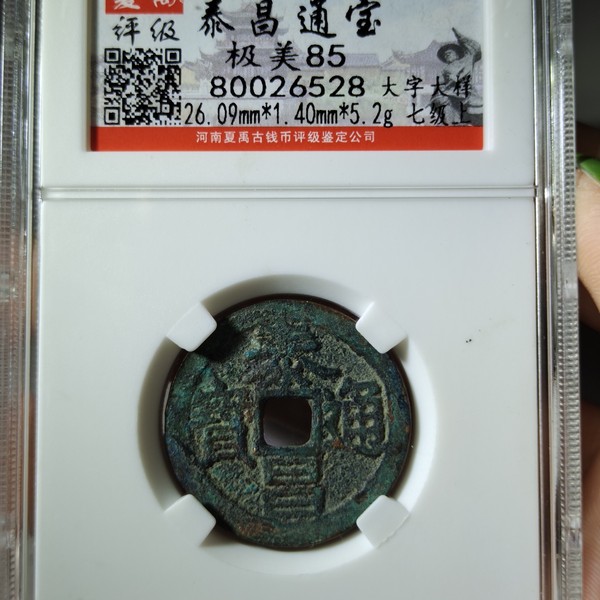 夏禹
评级
泰昌通宝
极美85
80026528 大字大样
26.09mm*1.40mm*5.2g 七级上
河南夏禹古钱币评级鉴定公司
泰
寶 通
昌